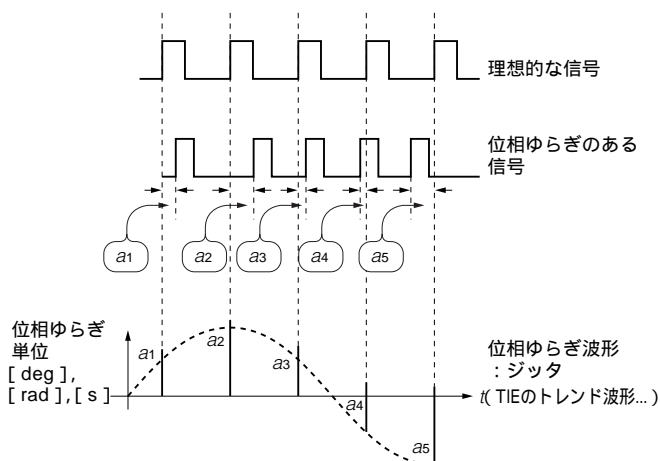 理想的な信号
位相ゆらぎのある
信号
a1
a2
a3
a4
a5
位相ゆらぎ
単位
[ deg ],
[ rad ],[ s ]
a1
a2
a3
a4
a5
位相ゆらぎ波形
：ジッタ
t( TIEのトレンド波形... )